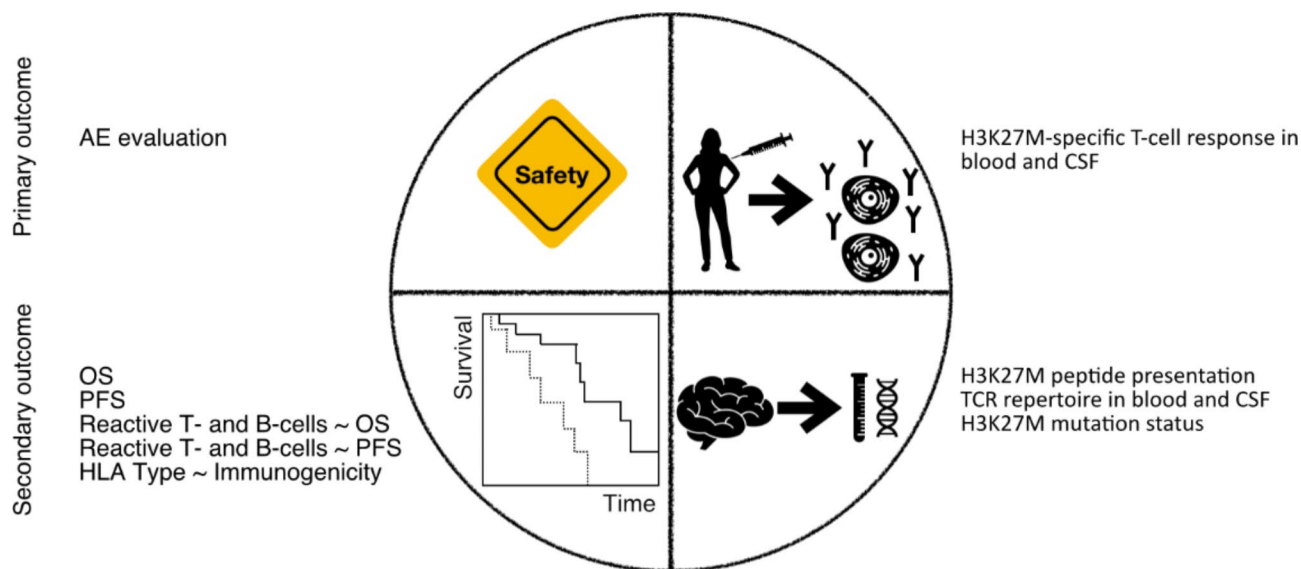 Primary outcome
AE evaluation
Safety
H3K27M-specific T-cell response in
blood and CSF
Secondary outcome
OS
PFS
Reactive T- and B-cells ~ OS
Reactive T- and B-cells ~ PFS
HLA Type ~ Immunogenicity
Survival
Time
H3K27M peptide presentation
TCR repertoire in blood and CSF
H3K27M mutation status